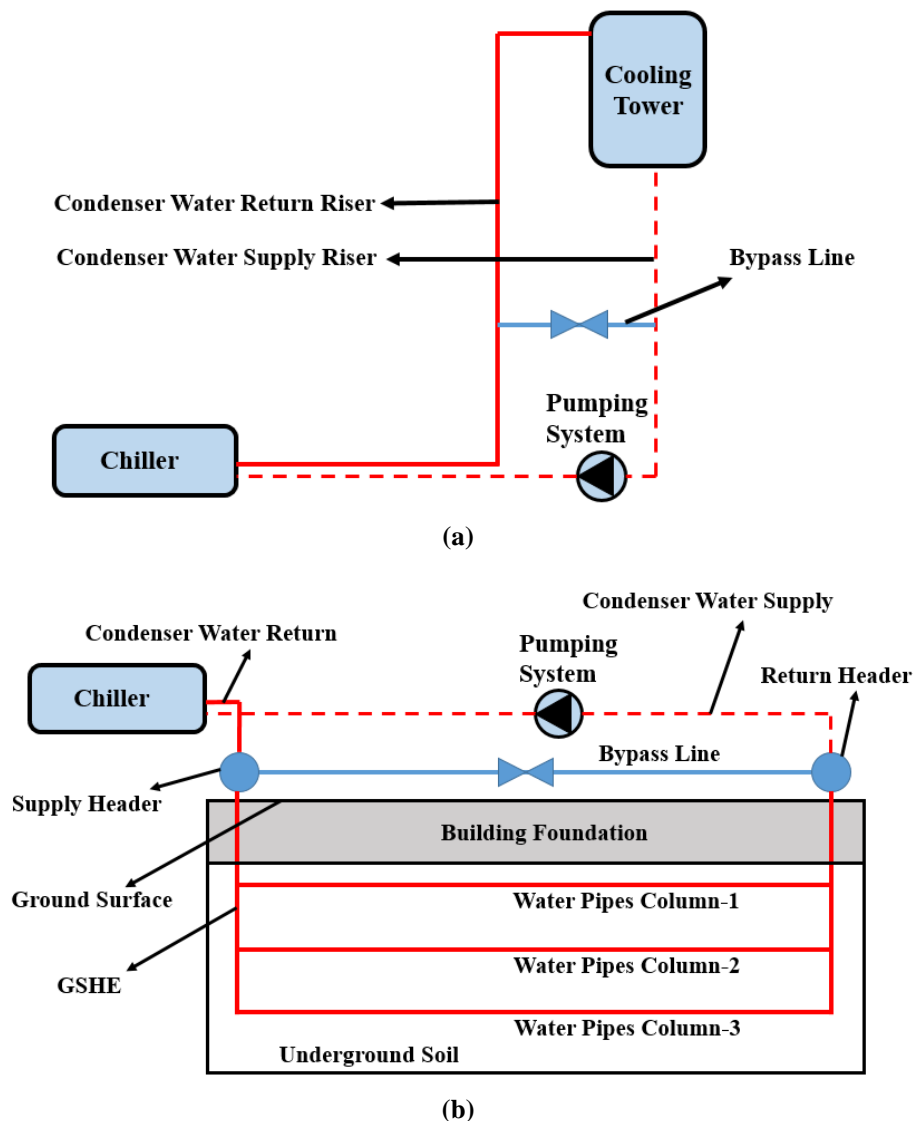 Cooling
Tower
Condenser Water Return Riser
Condenser Water Supply Riser
Bypass Line
Pumping
System
Chiller
(a)
Condenser Water Supply
Condenser Water Return
Pumping
System
Return Header
Chiller
Bypass Line
Supply Header
Building Foundation
Ground Surface
Water Pipes Column-1
Water Pipes Column-2
GSHE
Water Pipes Column-3
Underground Soil
(b)